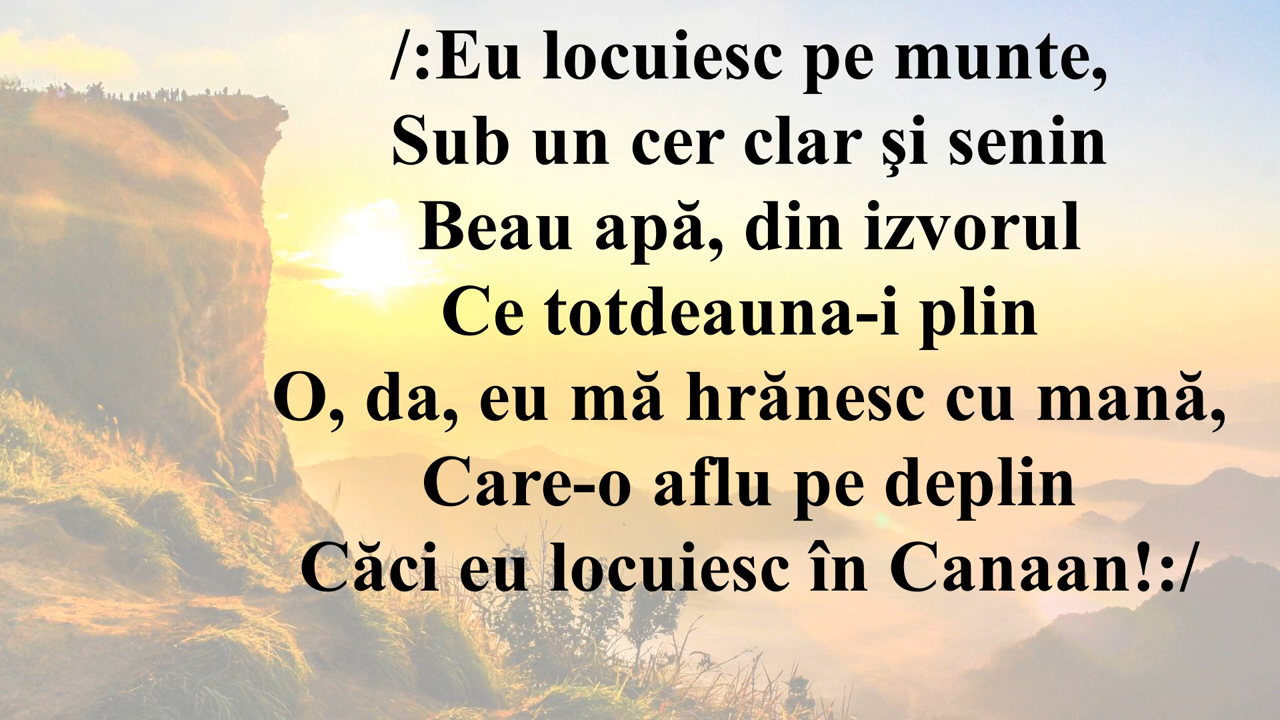 /:Eu locuiesc pe munte,
Sub un cer clar şi senin
Beau apă, din izvorul
Ce totdeauna-i plin
O, da, eu mă hrănesc cu mană,
Care-o aflu pe deplin
Căci eu locuiesc în Canaan!:/